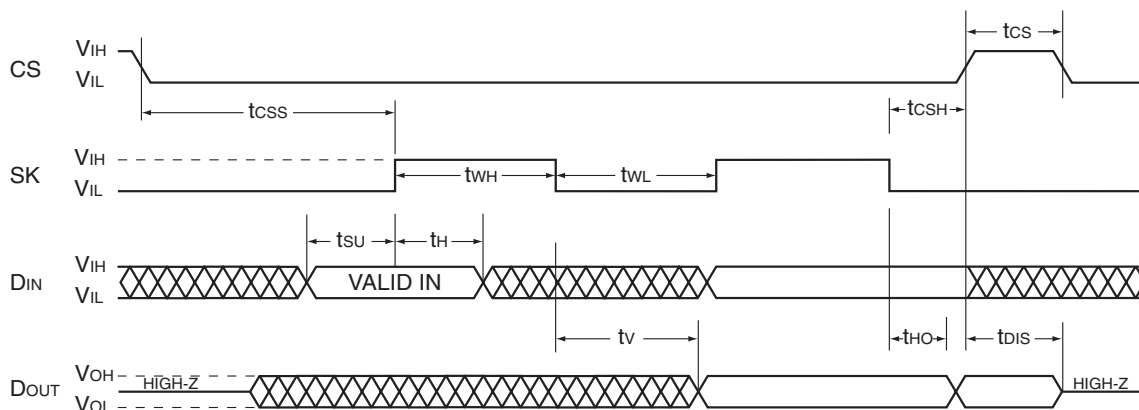 tCS
VIH
CS
VIL
tCSS
tCSH
VIH
SK
tWH
tWL
VIL
tSU
tH
VIH
DIN
VALID IN
VIL
tV
tHO
tDIS
VOH
DOUT
HIGH-Z
HIGH-Z
VOL